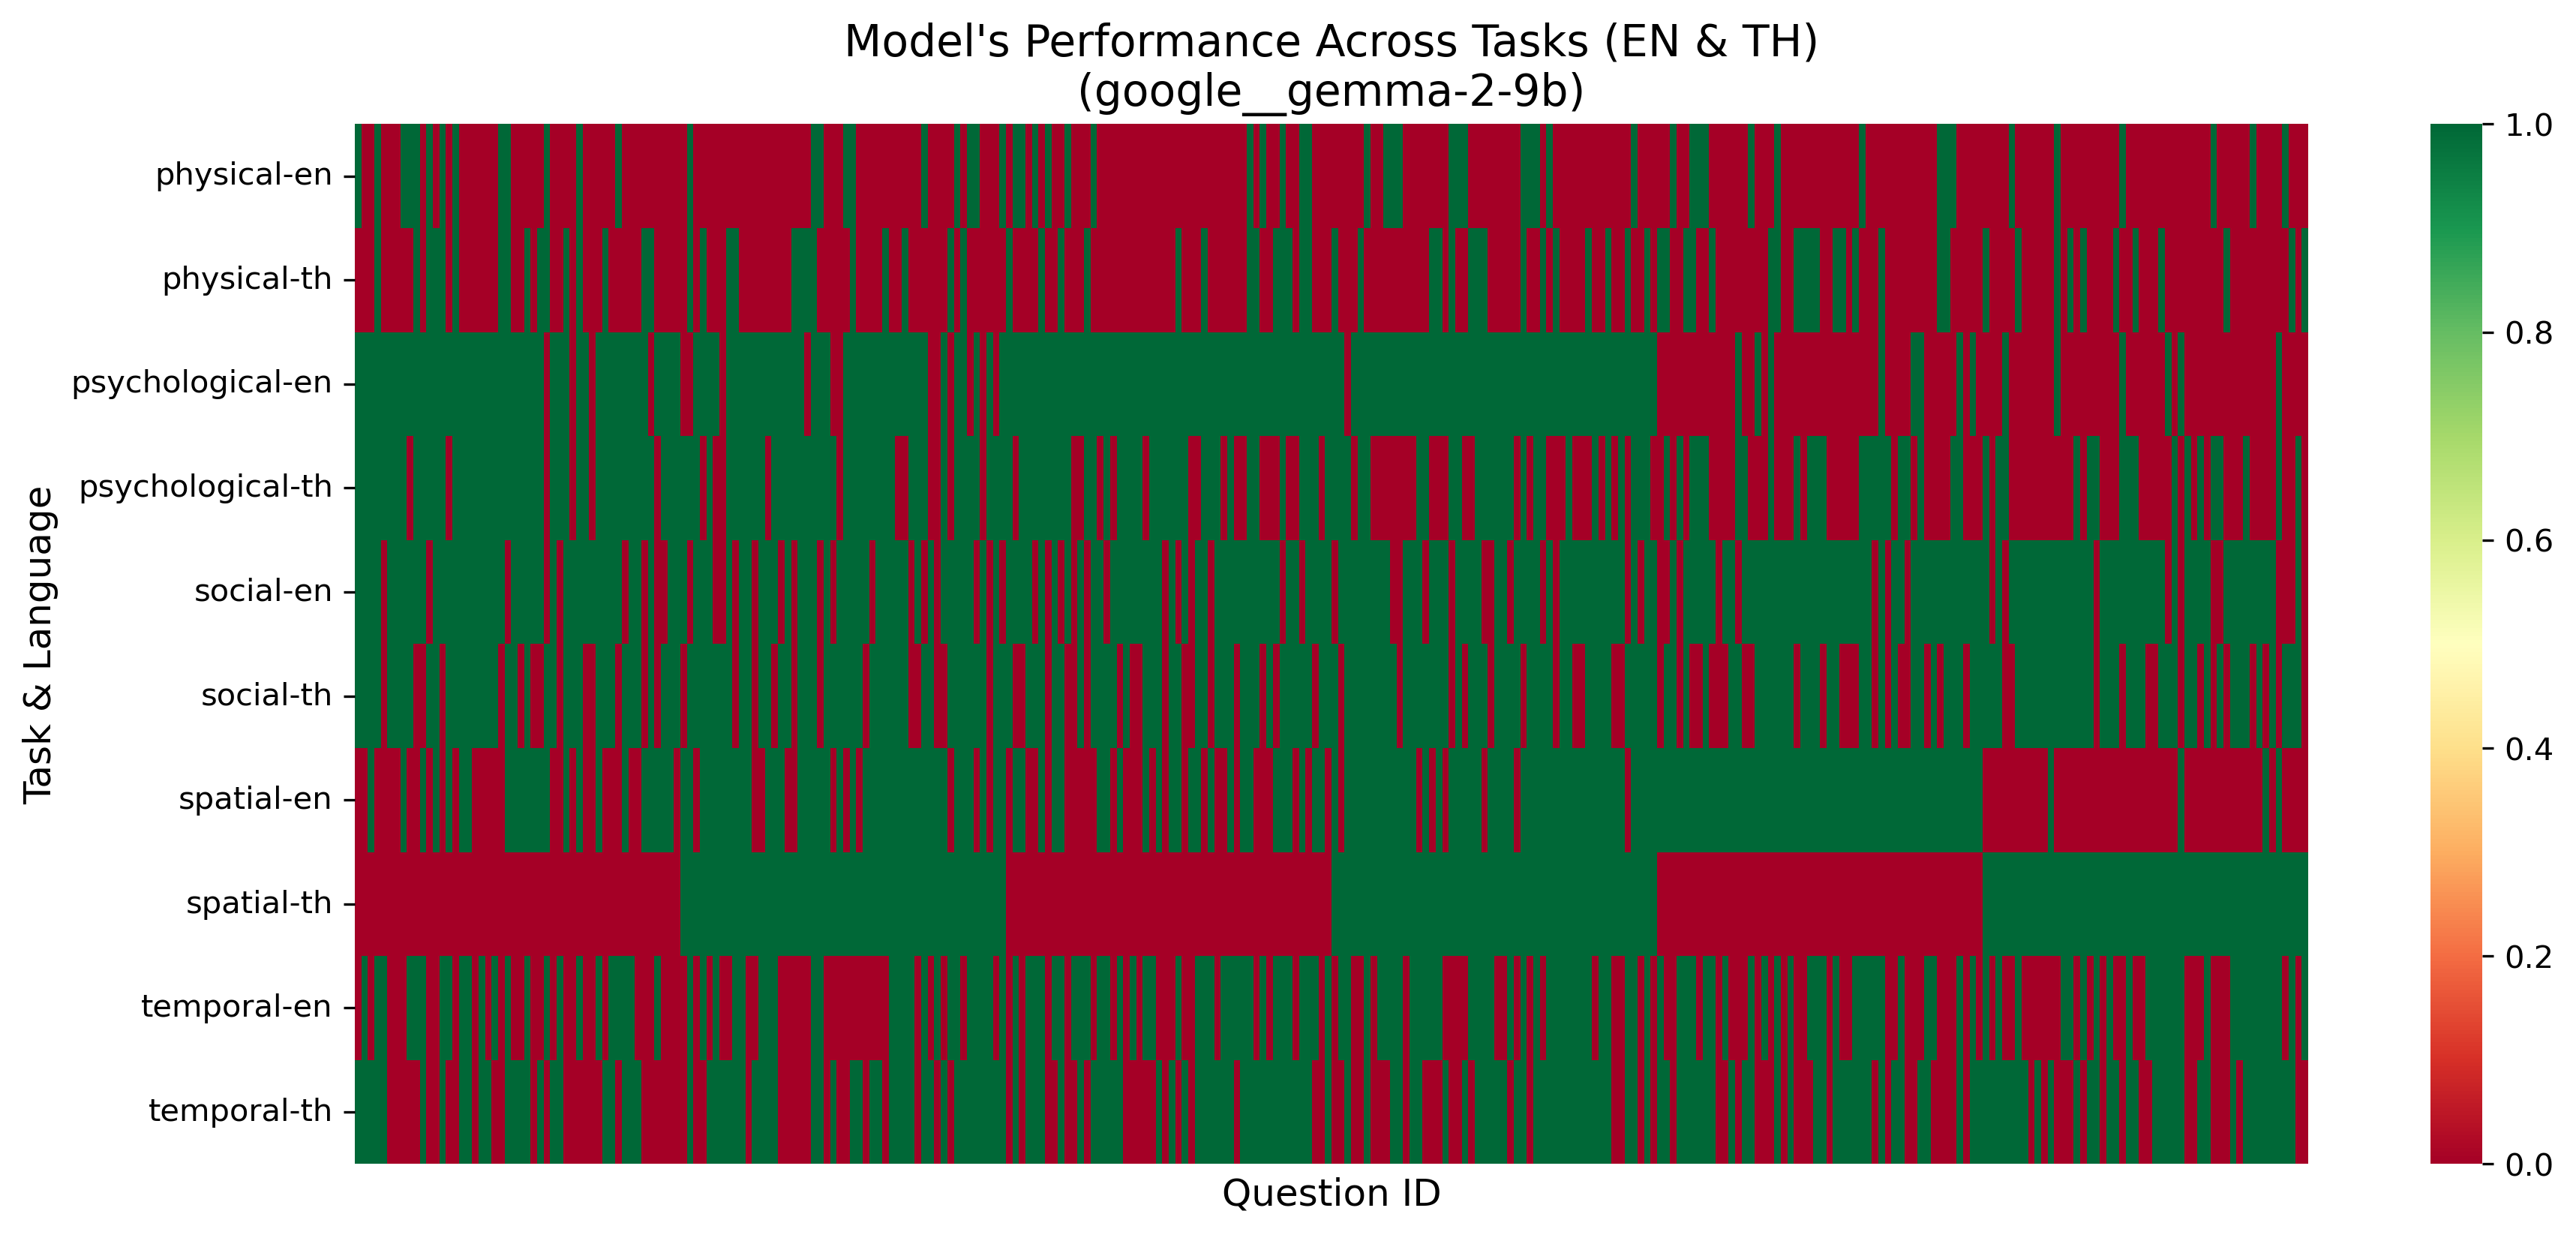 Model's Performance Across Tasks (EN & TH)
(google__gemma-2-9b)
Task & Language
physical-en
physical-th
psychological-en
psychological-th
social-en
social-th
spatial-en
spatial-th
temporal-en
temporal-th
Question ID
1.0
0.8
0.6
0.4
0.2
0.0